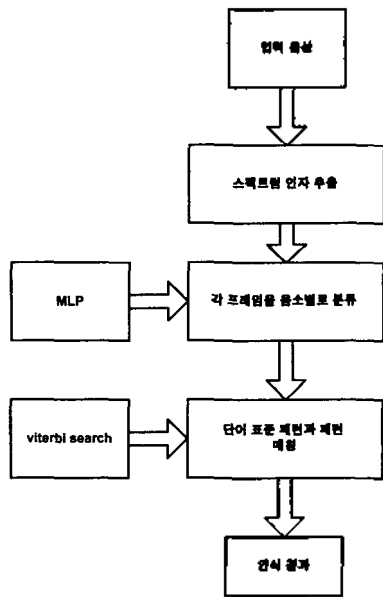 입력 음성
스펙트럼 인자 추출
MLP
각 프레임을 음소별로 분류
viterbi search
단어 표준 패턴과 패턴
매칭
인식 결과